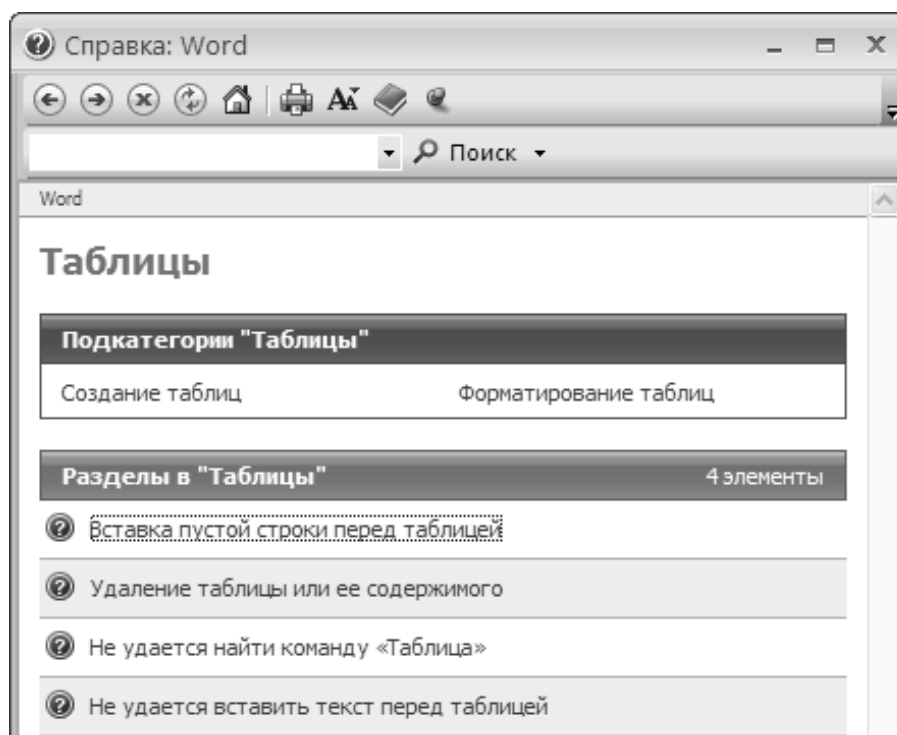 Справка: Word
Поиск
Word
Таблицы
Подкатегории "Таблицы"
Создание таблиц Форматирование таблиц
Разделы в "Таблицы" 4 элементы
Вставка пустой строки перед таблицей
Удаление таблицы или ее содержимого
Не удается найти команду «Таблица»
Не удается вставить текст перед таблицей